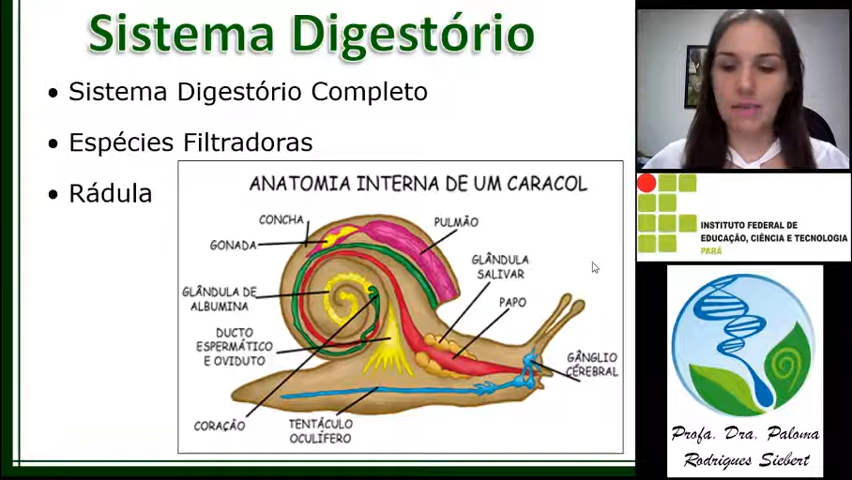 Sistema Digestório
• Sistema Digestório Completo
• Espécies Filtradoras
• Rádula
ANATOMIA INTERNA DE UM CARACOL
CONCHA
PULMÃO
GONADA
GLÂNDULA
SALIVAR
GLÂNDULA DE
ALBUMINA
PAPO
DUCTO
ESPERMÁTICO
E OVIDUTO
GÂNGLIO
CÉREBRAL
CORAÇÃO
TENTÁCULO
OCULÍFERO
INSTITUTO FEDERAL DE
EDUCAÇÃO, CIÊNCIA E TECNOLOGIA
PARÁ
Profa. Dra. Paloma
Rodrigues Siebert